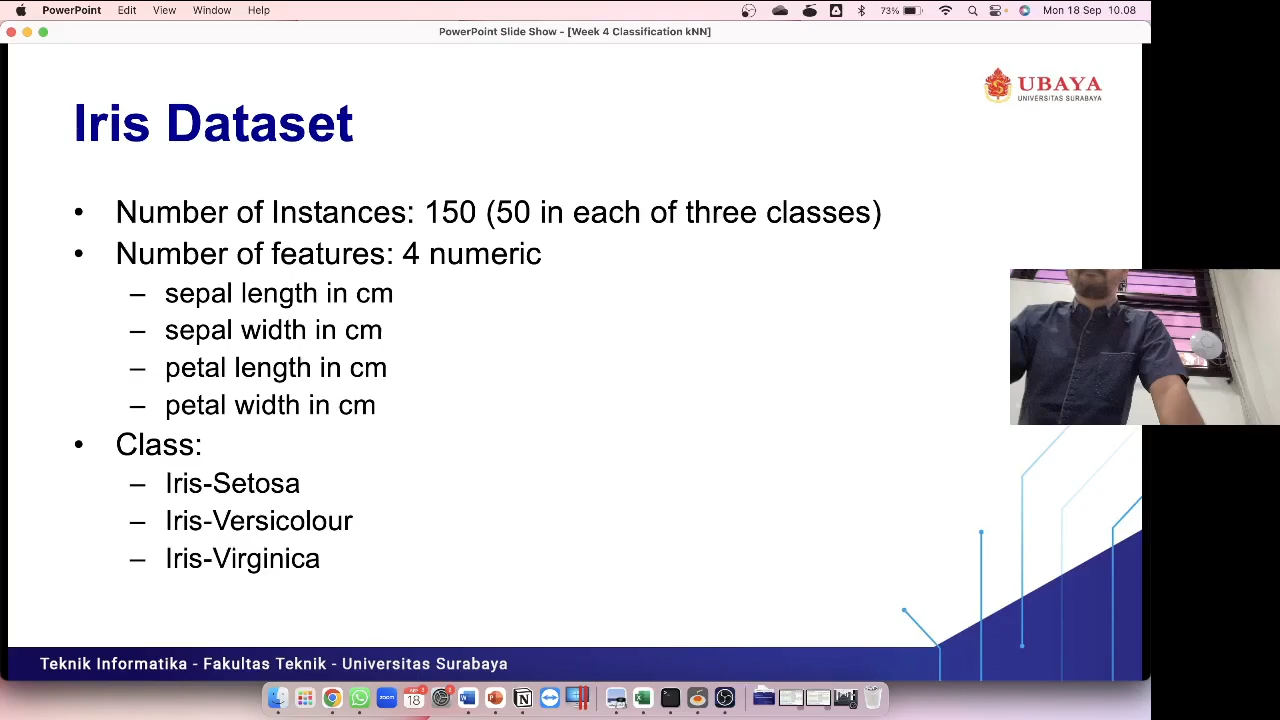 PowerPoint Edit View Window Help 73% Mon 18 Sep 10.08
PowerPoint Slide Show - [Week 4 Classification kNN]
UBAYA
UNIVERSITAS SURABAYA
Iris Dataset
• Number of Instances: 150 (50 in each of three classes)
• Number of features: 4 numeric
– sepal length in cm
– sepal width in cm
– petal length in cm
– petal width in cm
• Class:
– Iris-Setosa
– Iris-Versicolour
– Iris-Virginica
Teknik Informatika - Fakultas Teknik - Universitas Surabaya
zoom
18